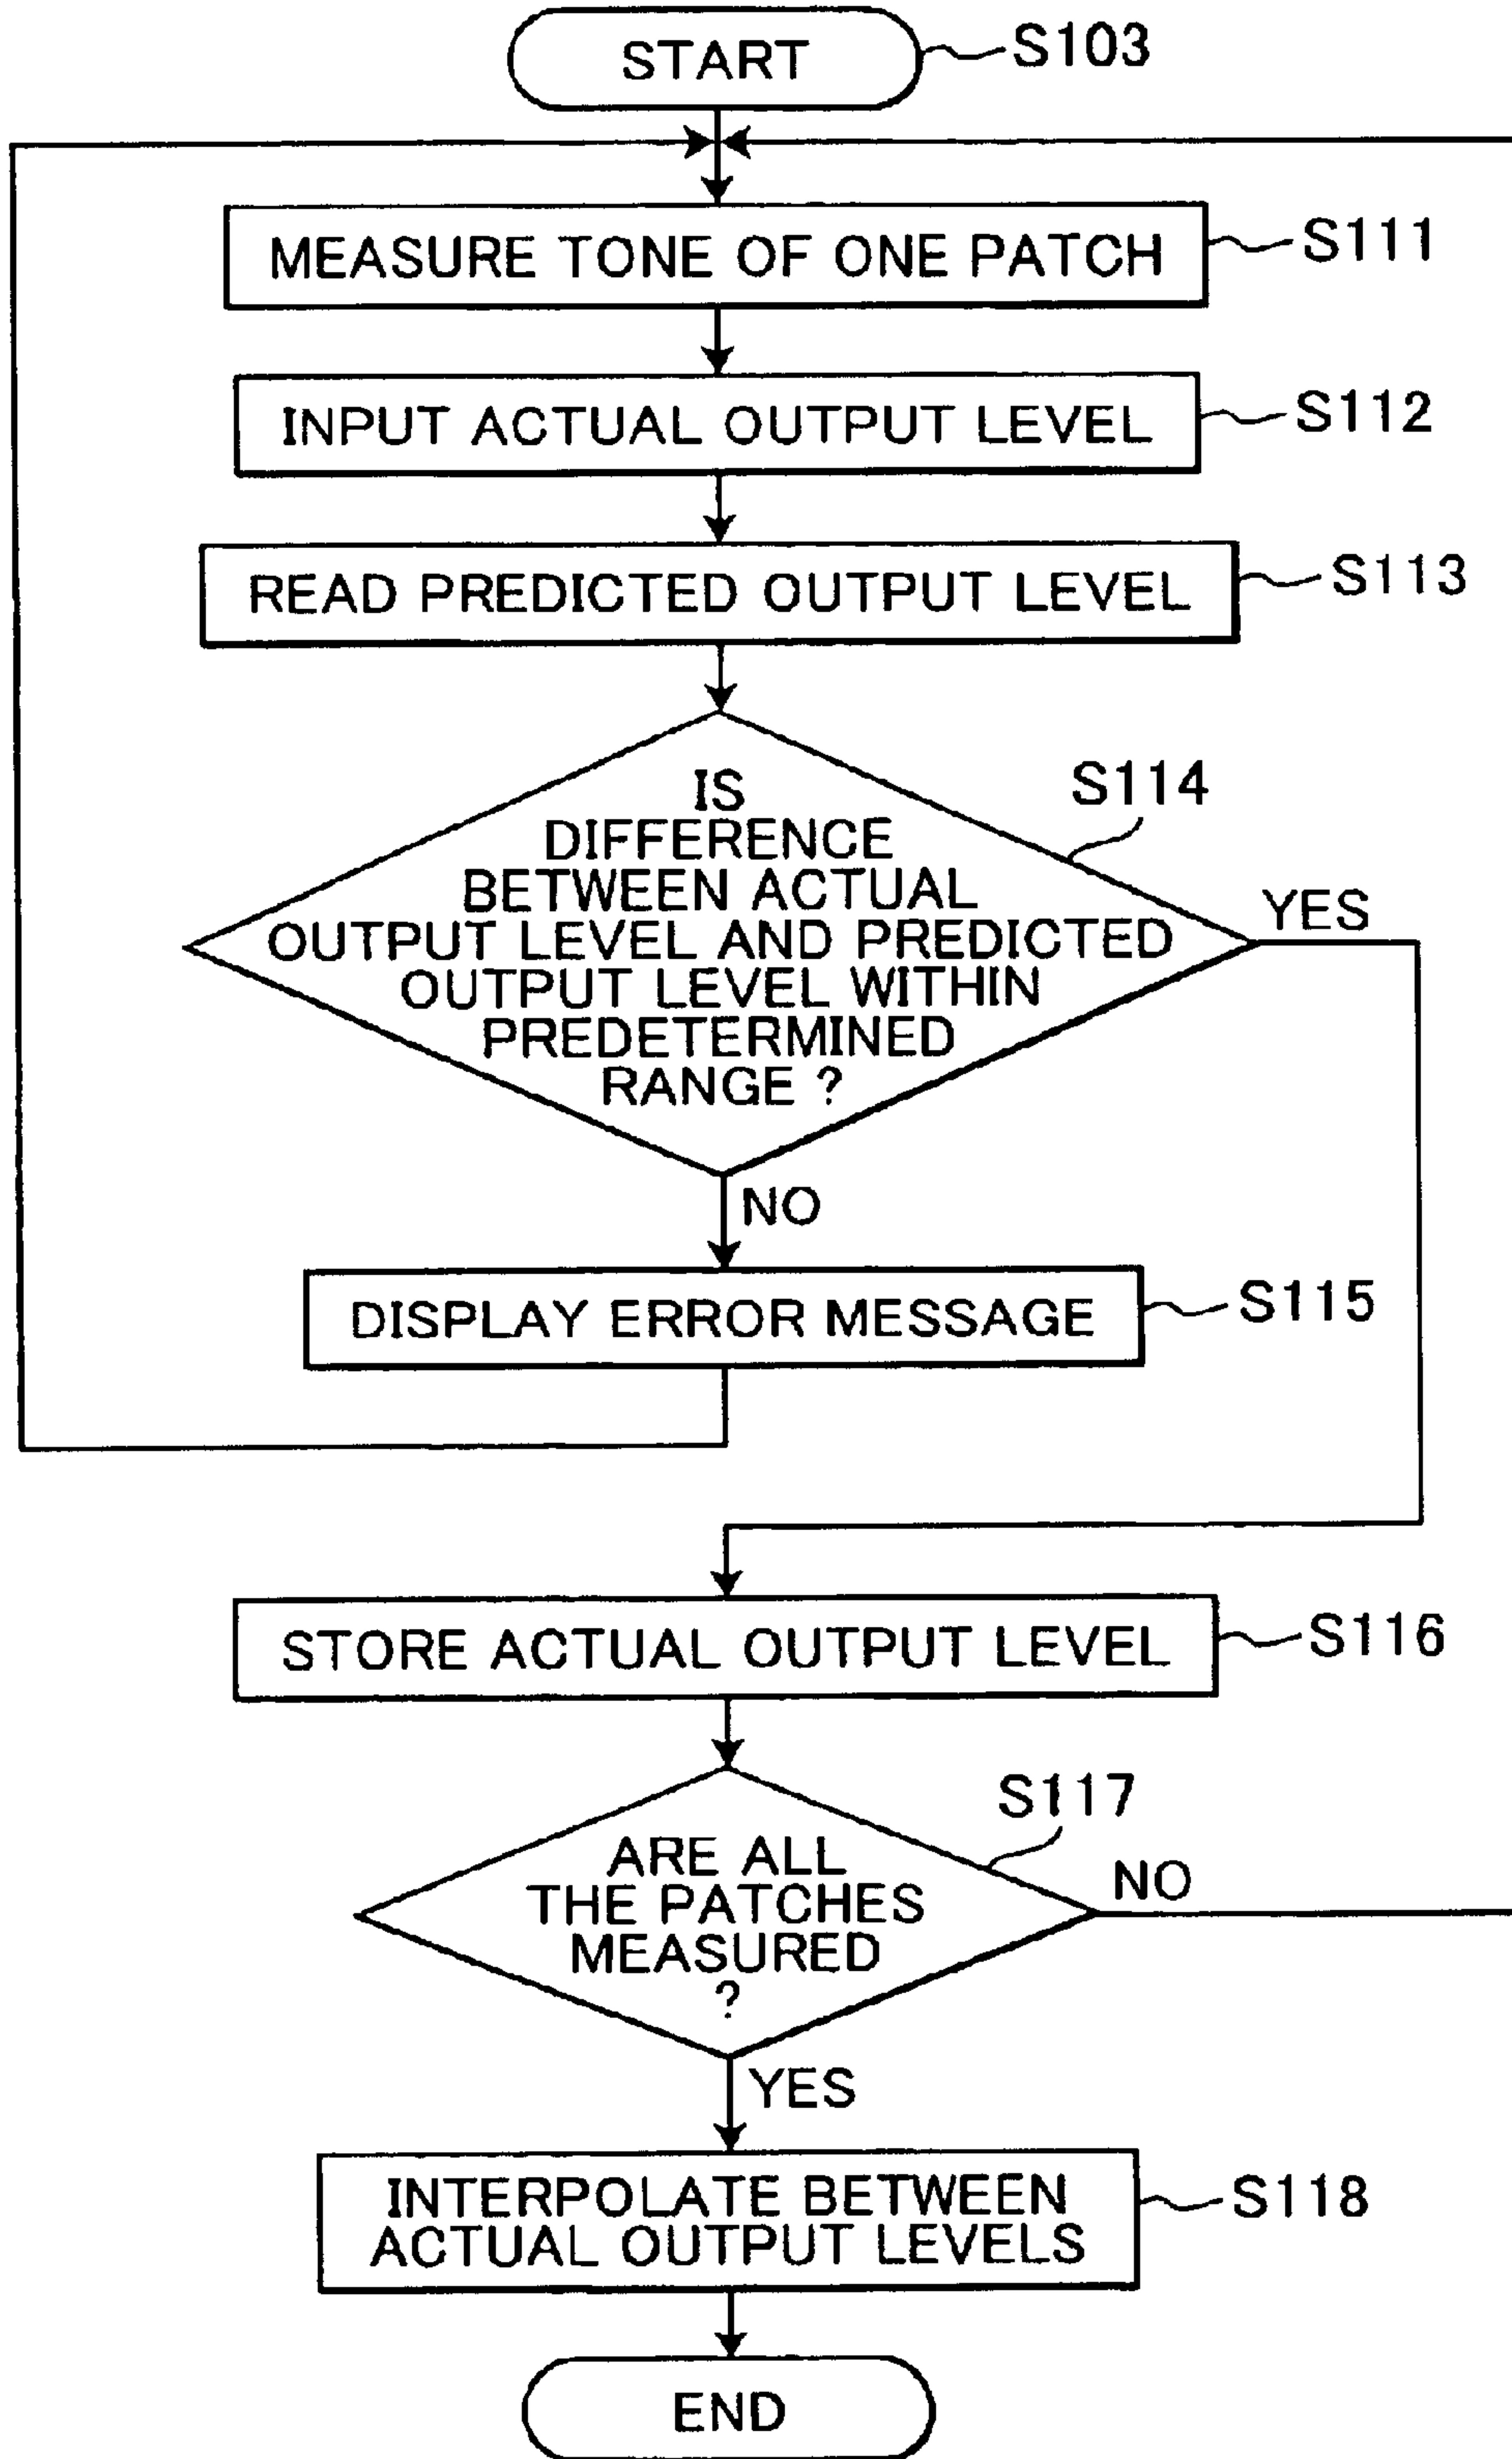 START
S103
MEASURE TONE OF ONE PATCH
S111
INPUT ACTUAL OUTPUT LEVEL
S112
READ PREDICTED OUTPUT LEVEL
S113
IS
DIFFERENCE
BETWEEN ACTUAL
OUTPUT LEVEL AND PREDICTED
OUTPUT LEVEL WITHIN
PREDETERMINED
RANGE ?
S114
YES
NO
DISPLAY ERROR MESSAGE
S115
STORE ACTUAL OUTPUT LEVEL
S116
ARE ALL
THE PATCHES
MEASURED
?
S117
NO
YES
INTERPOLATE BETWEEN
ACTUAL OUTPUT LEVELS
S118
END